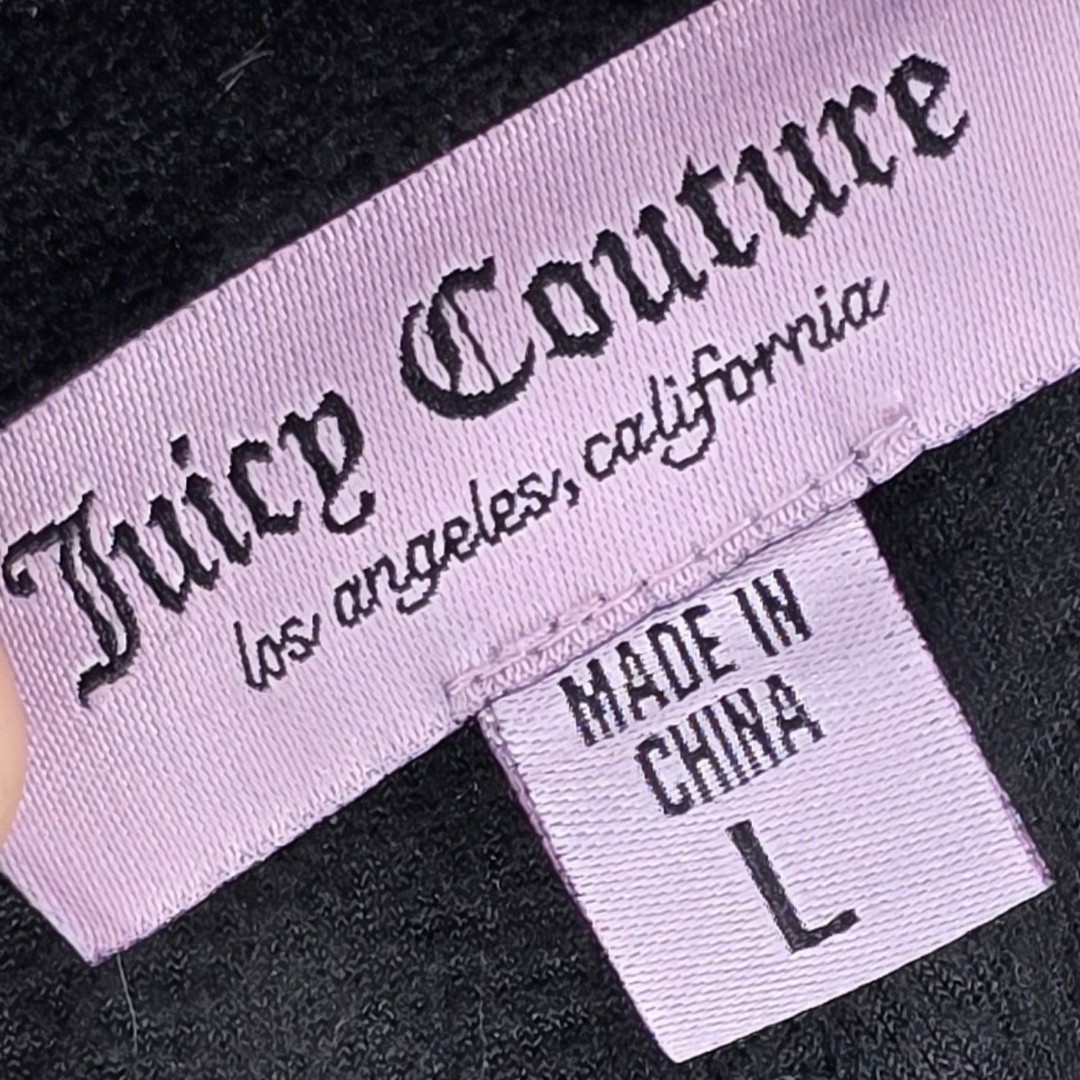 Juicy Couture
los angeles, california
MADE IN
CHINA
L